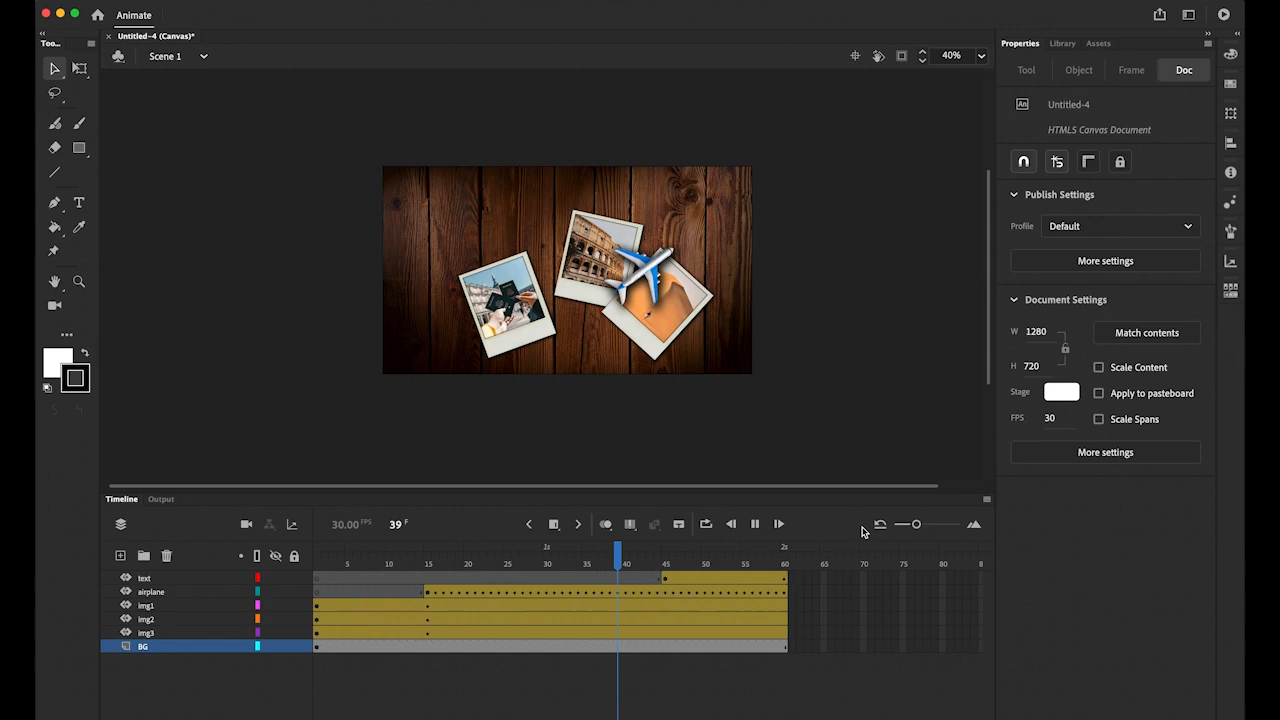 Animate
Untitled-4 (Canvas)*
Properties Library Assets
Too...
Scene 1
40%
Tool Object Frame Doc
An Untitled-4
HTML5 Canvas Document
Publish Settings
Profile Default
More settings
Document Settings
W 1280 Match contents
H 720 Scale Content
Stage Apply to pasteboard
FPS 30 Scale Spans
More settings
Timeline Output
30.00 FPS 39 F
1s 2s
5 10 15 20 25 30 35 40 45 50 55 60 65 70 75 80 8
text
airplane
img1
img2
img3
BG